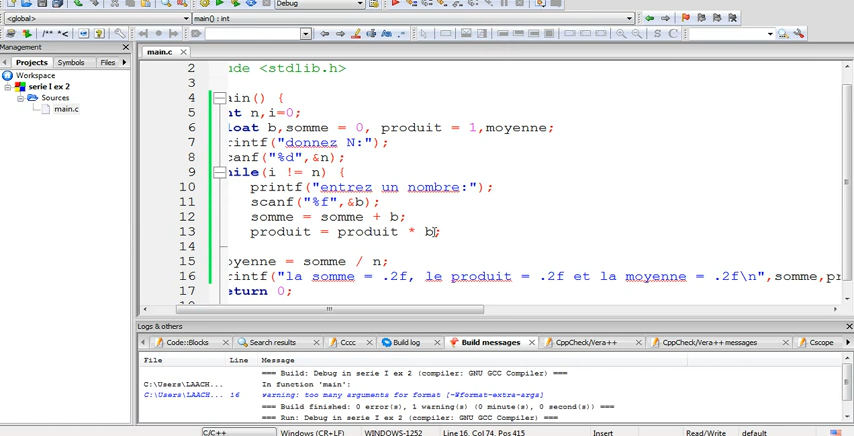 Debug
<global>
main() : int
Management
main.c
Projects
Symbols
Files
Workspace
serie I ex 2
Sources
main.c
2 ude <stdlib.h>
3
4 ain() {
5 nt n,i=0;
6 loat b,somme = 0, produit = 1,moyenne;
7 rintf("donnez N:");
8 canf("%d",&n);
9 hile(i != n) {
10 printf("entrez un nombre:");
11 scanf("%f",&b);
12 somme = somme + b;
13 produit = produit * b;
14
15 oyenne = somme / n;
16 rintf("la somme = .2f, le produit = .2f et la moyenne = .2f\n",somme,pr
17 eturn 0;
Logs & others
Code::Blocks
Search results
Cccc
Build log
Build messages
CppCheck/Vera++
CppCheck/Vera++ messages
Cscope
File Line Message
=== Build: Debug in serie I ex 2 (compiler: GNU GCC Compiler) ===
C:\Users\LAACH... In function 'main':
C:\Users\LAACH... 16 warning: too many arguments for format [-Wformat-extra-args]
=== Build finished: 0 error(s), 1 warning(s) (0 minute(s), 0 second(s)) ===
=== Run: Debug in serie I ex 2 (compiler: GNU GCC Compiler) ===
C/C++ Windows (CR+LF) WINDOWS-1252 Line 16, Col 74, Pos 415 Insert Read/Write default